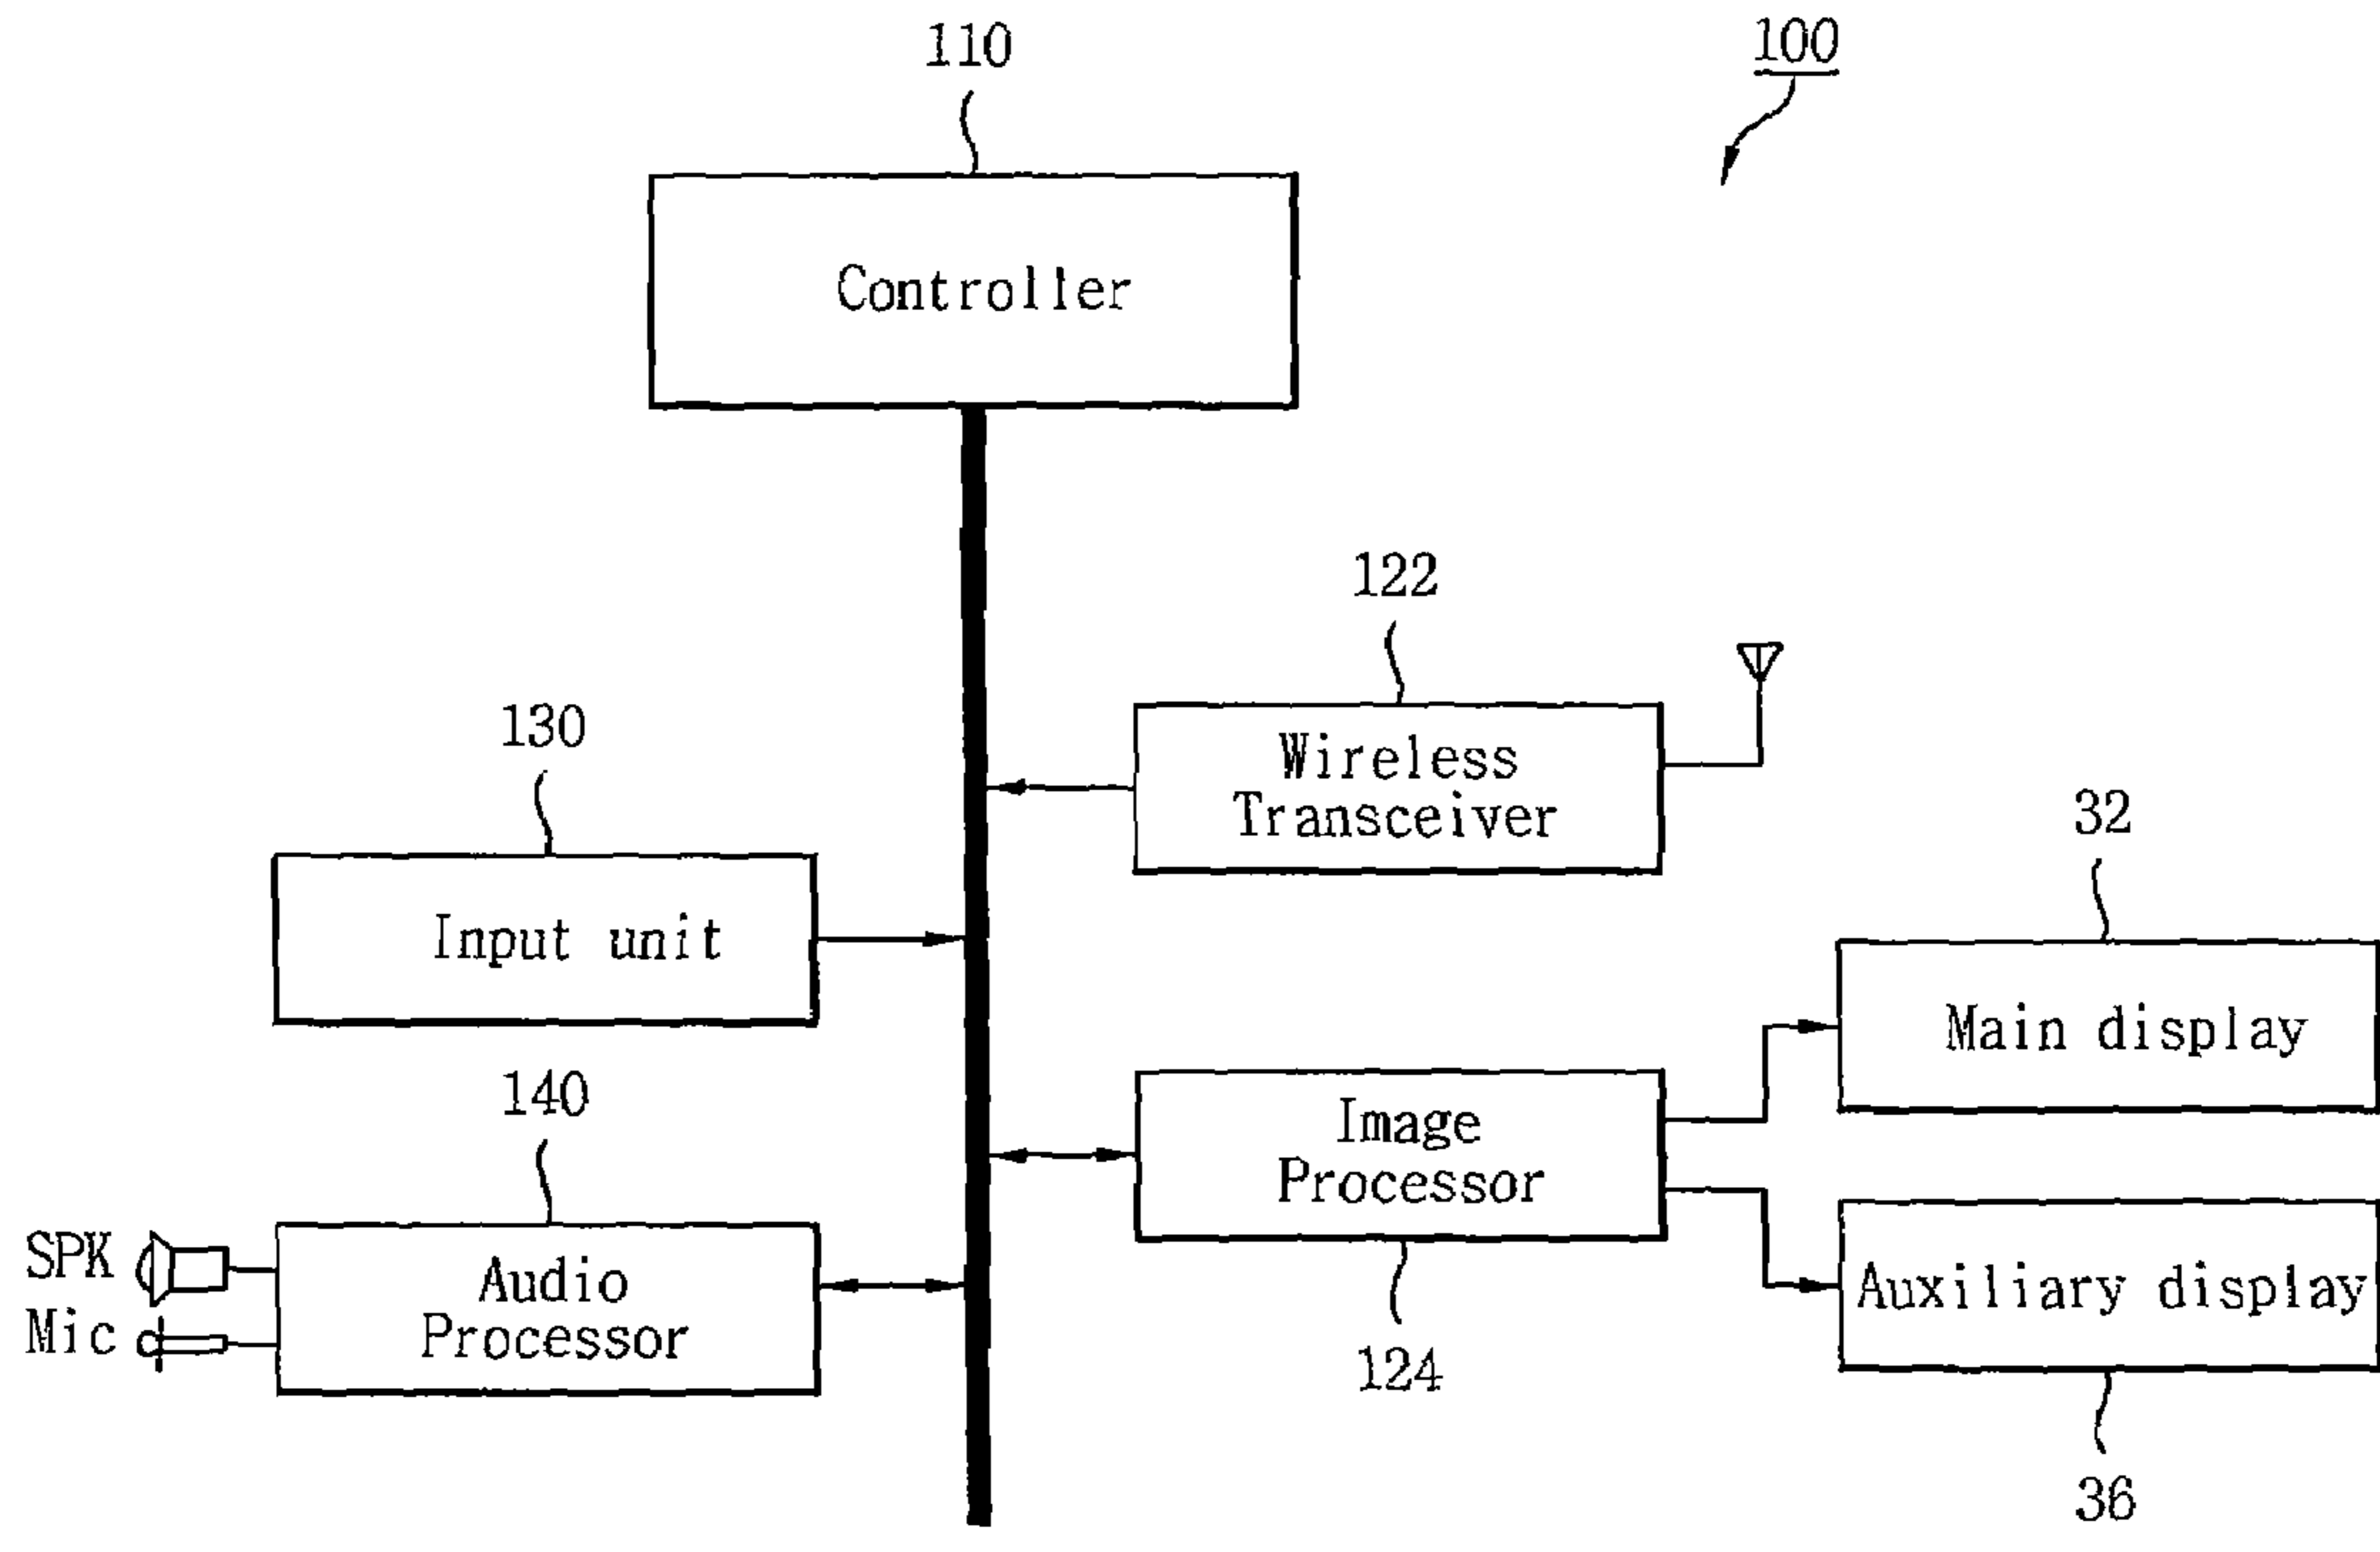 110
100
Controller
122
130
Wireless
Transceiver
32
Input unit
Main display
140
Image
Processor
SPK
Mic
Audio
Processor
Auxiliary display
124
36